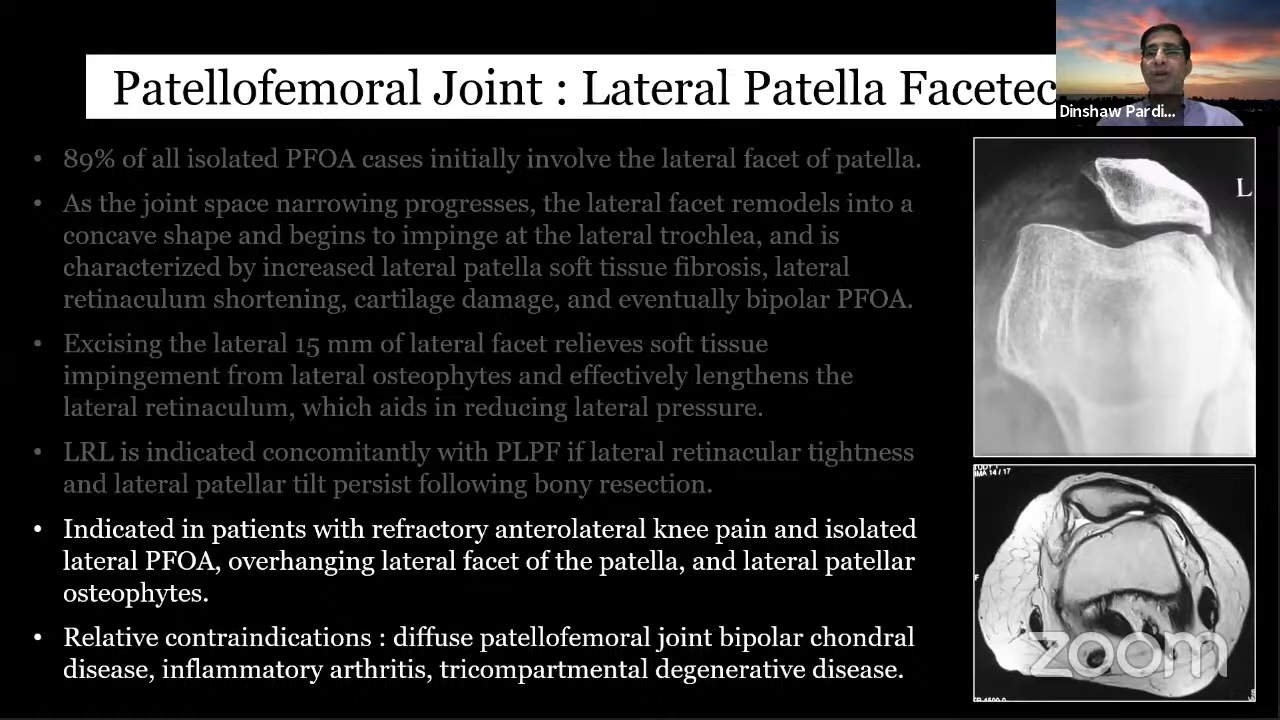 Patellofemoral Joint : Lateral Patella Facetec
Dinshaw Pardi...
• 89% of all isolated PFOA cases initially involve the lateral facet of patella.
• As the joint space narrowing progresses, the lateral facet remodels into a
concave shape and begins to impinge at the lateral trochlea, and is
characterized by increased lateral patella soft tissue fibrosis, lateral
retinaculum shortening, cartilage damage, and eventually bipolar PFOA.
• Excising the lateral 15 mm of lateral facet relieves soft tissue
impingement from lateral osteophytes and effectively lengthens the
lateral retinaculum, which aids in reducing lateral pressure.
• LRL is indicated concomitantly with PLPF if lateral retinacular tightness
and lateral patellar tilt persist following bony resection.
• Indicated in patients with refractory anterolateral knee pain and isolated
lateral PFOA, overhanging lateral facet of the patella, and lateral patellar
osteophytes.
• Relative contraindications : diffuse patellofemoral joint bipolar chondral
disease, inflammatory arthritis, tricompartmental degenerative disease.
L
IMA 14 / 17
F
zoom